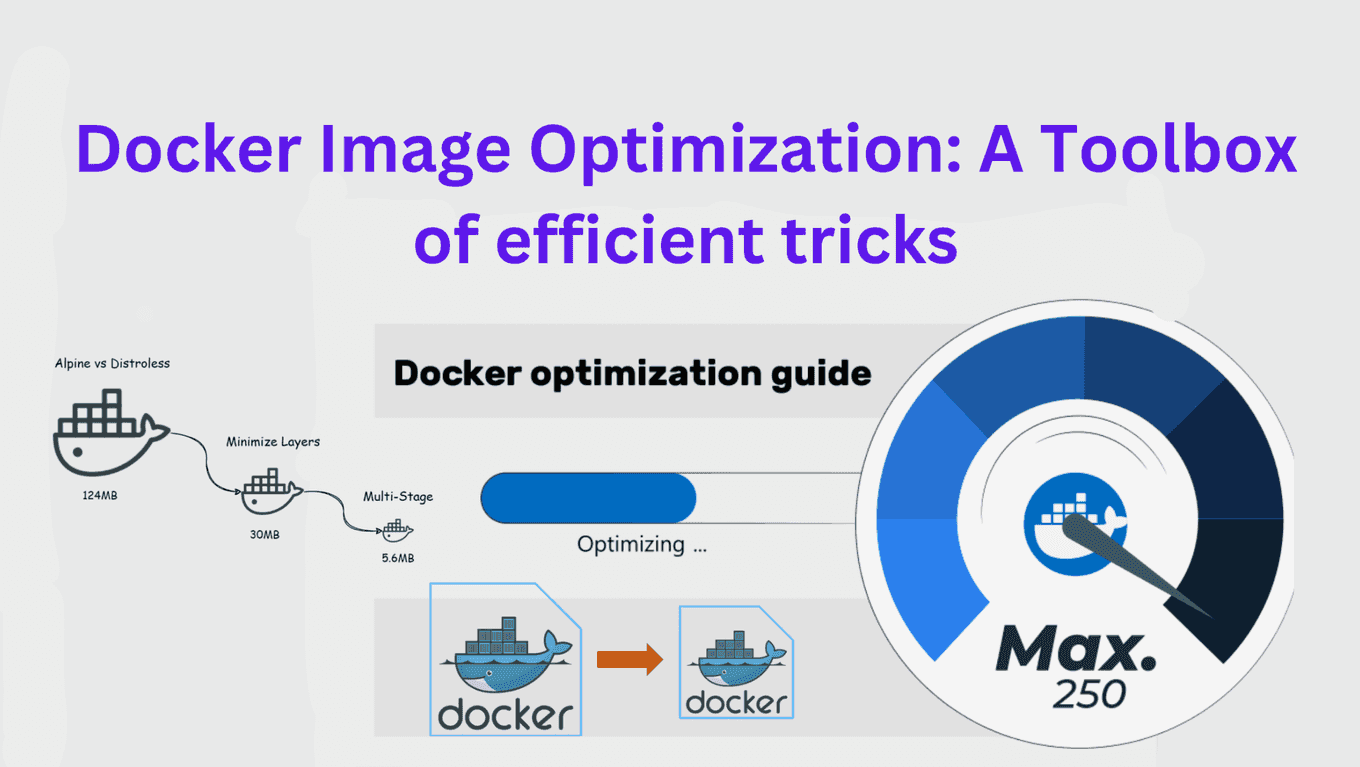 Docker Image Optimization: A Toolbox
of efficient tricks
Alpine vs Distroless
124MB
Minimize Layers
30MB
Multi-Stage
5.6MB
Docker optimization guide
Optimizing ...
docker
docker
Max.
250